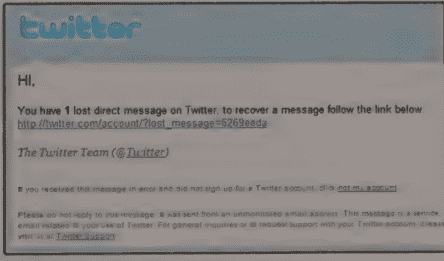 twitter
Hi,
You have 1 lost direct message on Twitter, to recover a message follow the link below
http://twitter.com/account/?lost_message=6269eeda
The Twitter Team (@Twitter)
If you received this message in error and did not sign up for a Twitter account, click not my account
Please do not reply to this message; it was sent from an unmonitored email address. This message is a service
email related to your use of Twitter. For general inquiries or to request support with your Twitter account, please
visit us at Twitter Support